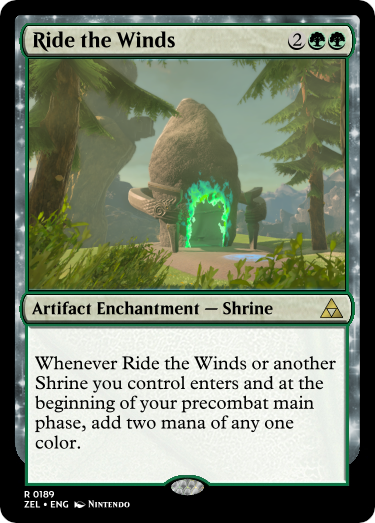 Ride the Winds 2
Artifact Enchantment — Shrine
Whenever Ride the Winds or another
Shrine you control enters and at the
beginning of your precombat main
phase, add two mana of any one
color.
R 0189
ZEL • ENG Nintendo